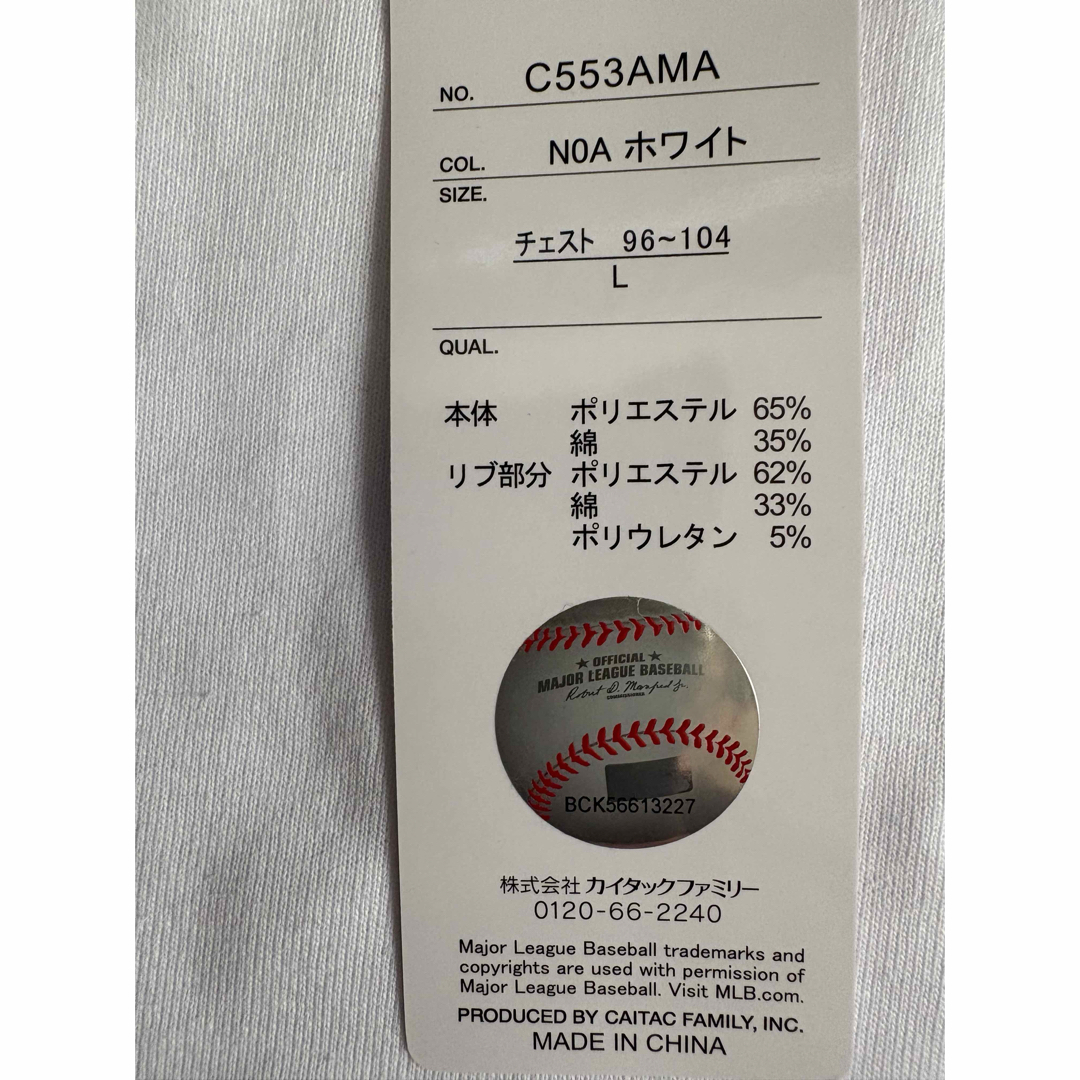 NO. C553AMA
COL. N0A ホワイト
SIZE.
チェスト 96~104
L
QUAL.
本体 ポリエステル 65%
綿 35%
リブ部分 ポリエステル 62%
綿 33%
ポリウレタン 5%
★ OFFICIAL ★
MAJOR LEAGUE BASEBALL
Robert D. Manfred Jr.
COMMISSIONER
BCK56613227
株式会社 カイタックファミリー
0120-66-2240
Major League Baseball trademarks and
copyrights are used with permission of
Major League Baseball. Visit MLB.com.
PRODUCED BY CAITAC FAMILY, INC.
MADE IN CHINA